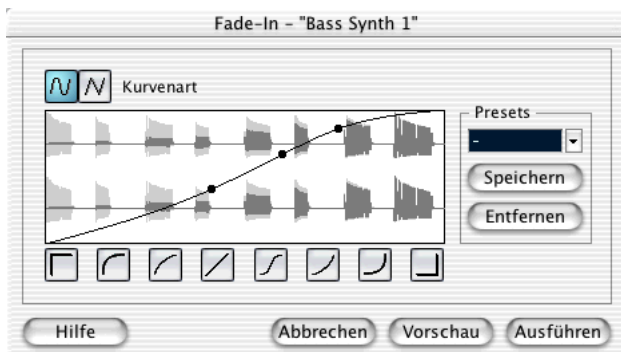 Fade-In - "Bass Synth 1"
Kurvenart
Presets
-
Speichern
Entfernen
Hilfe
Abbrechen
Vorschau
Ausführen